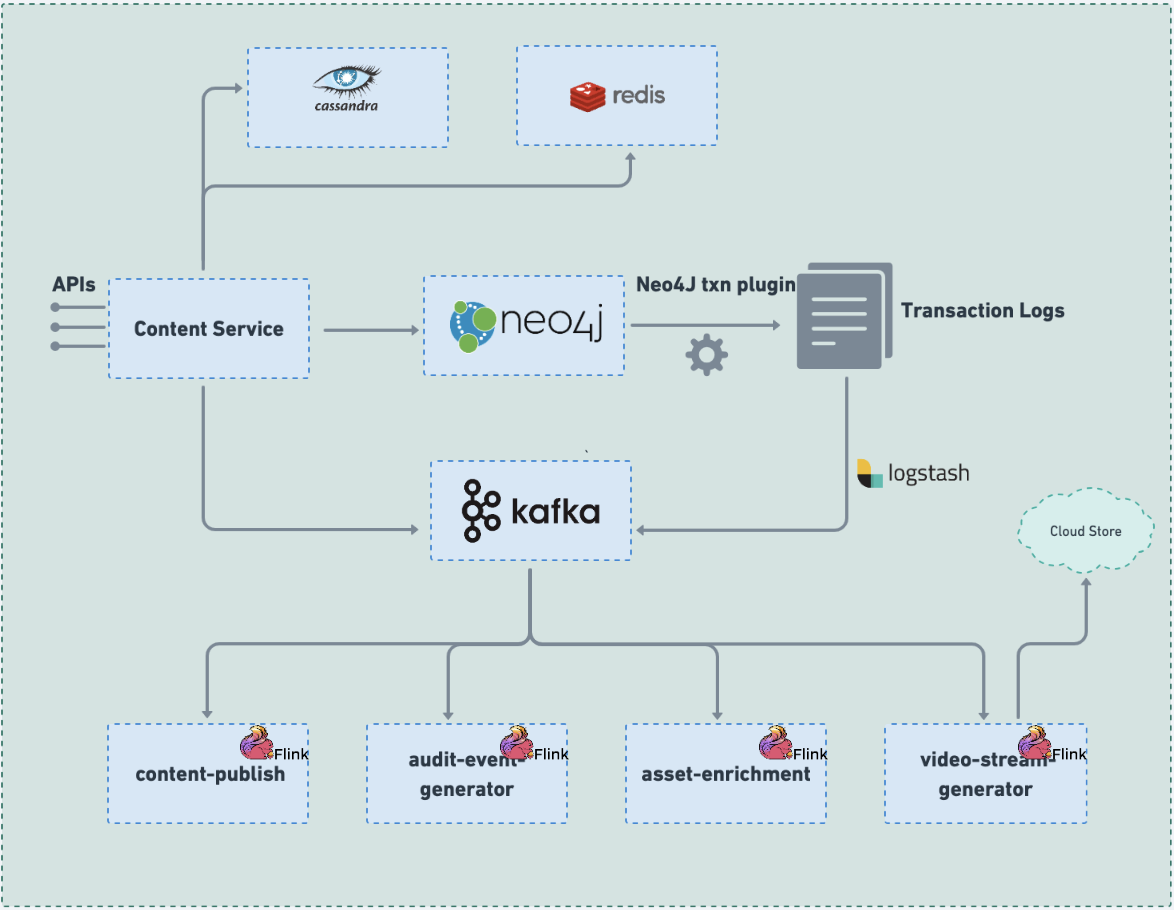 cassandra
redis
APIs
Content Service
neo4j
Neo4J txn plugin
Transaction Logs
logstash
kafka
Cloud Store
Flink
content-publish
Flink
audit-event-
generator
Flink
asset-enrichment
Flink
video-stream-
generator